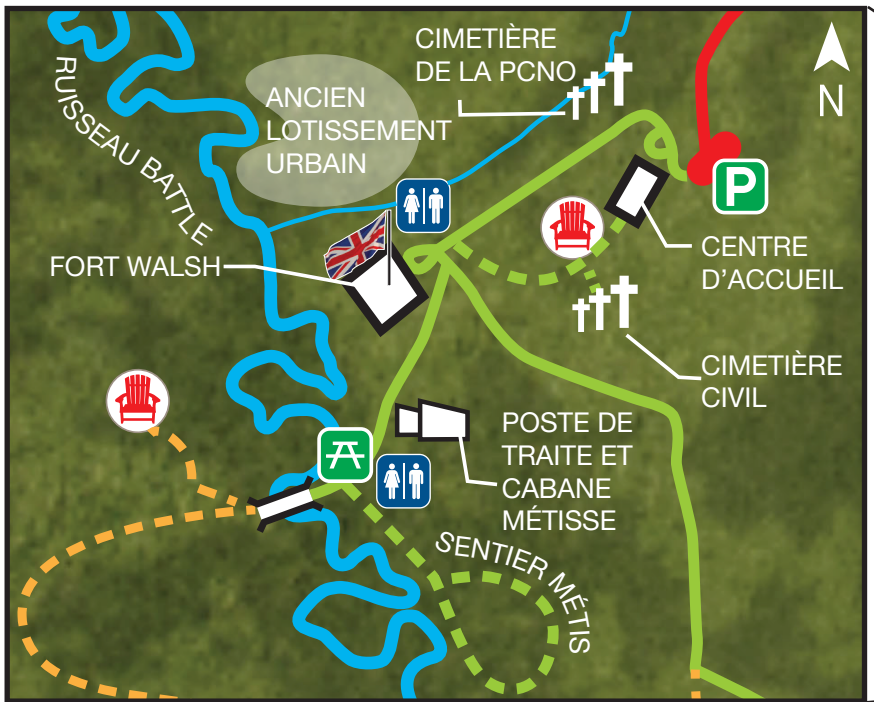 CIMETIÈRE
DE LA PCNO
N
RUISSEAU BATTLE
ANCIEN
LOTISSEMENT
URBAIN
P
FORT WALSH
CENTRE
D'ACCUEIL
CIMETIÈRE
CIVIL
POSTE DE
TRAITE ET
CABANE
MÉTISSE
SENTIER MÉTIS